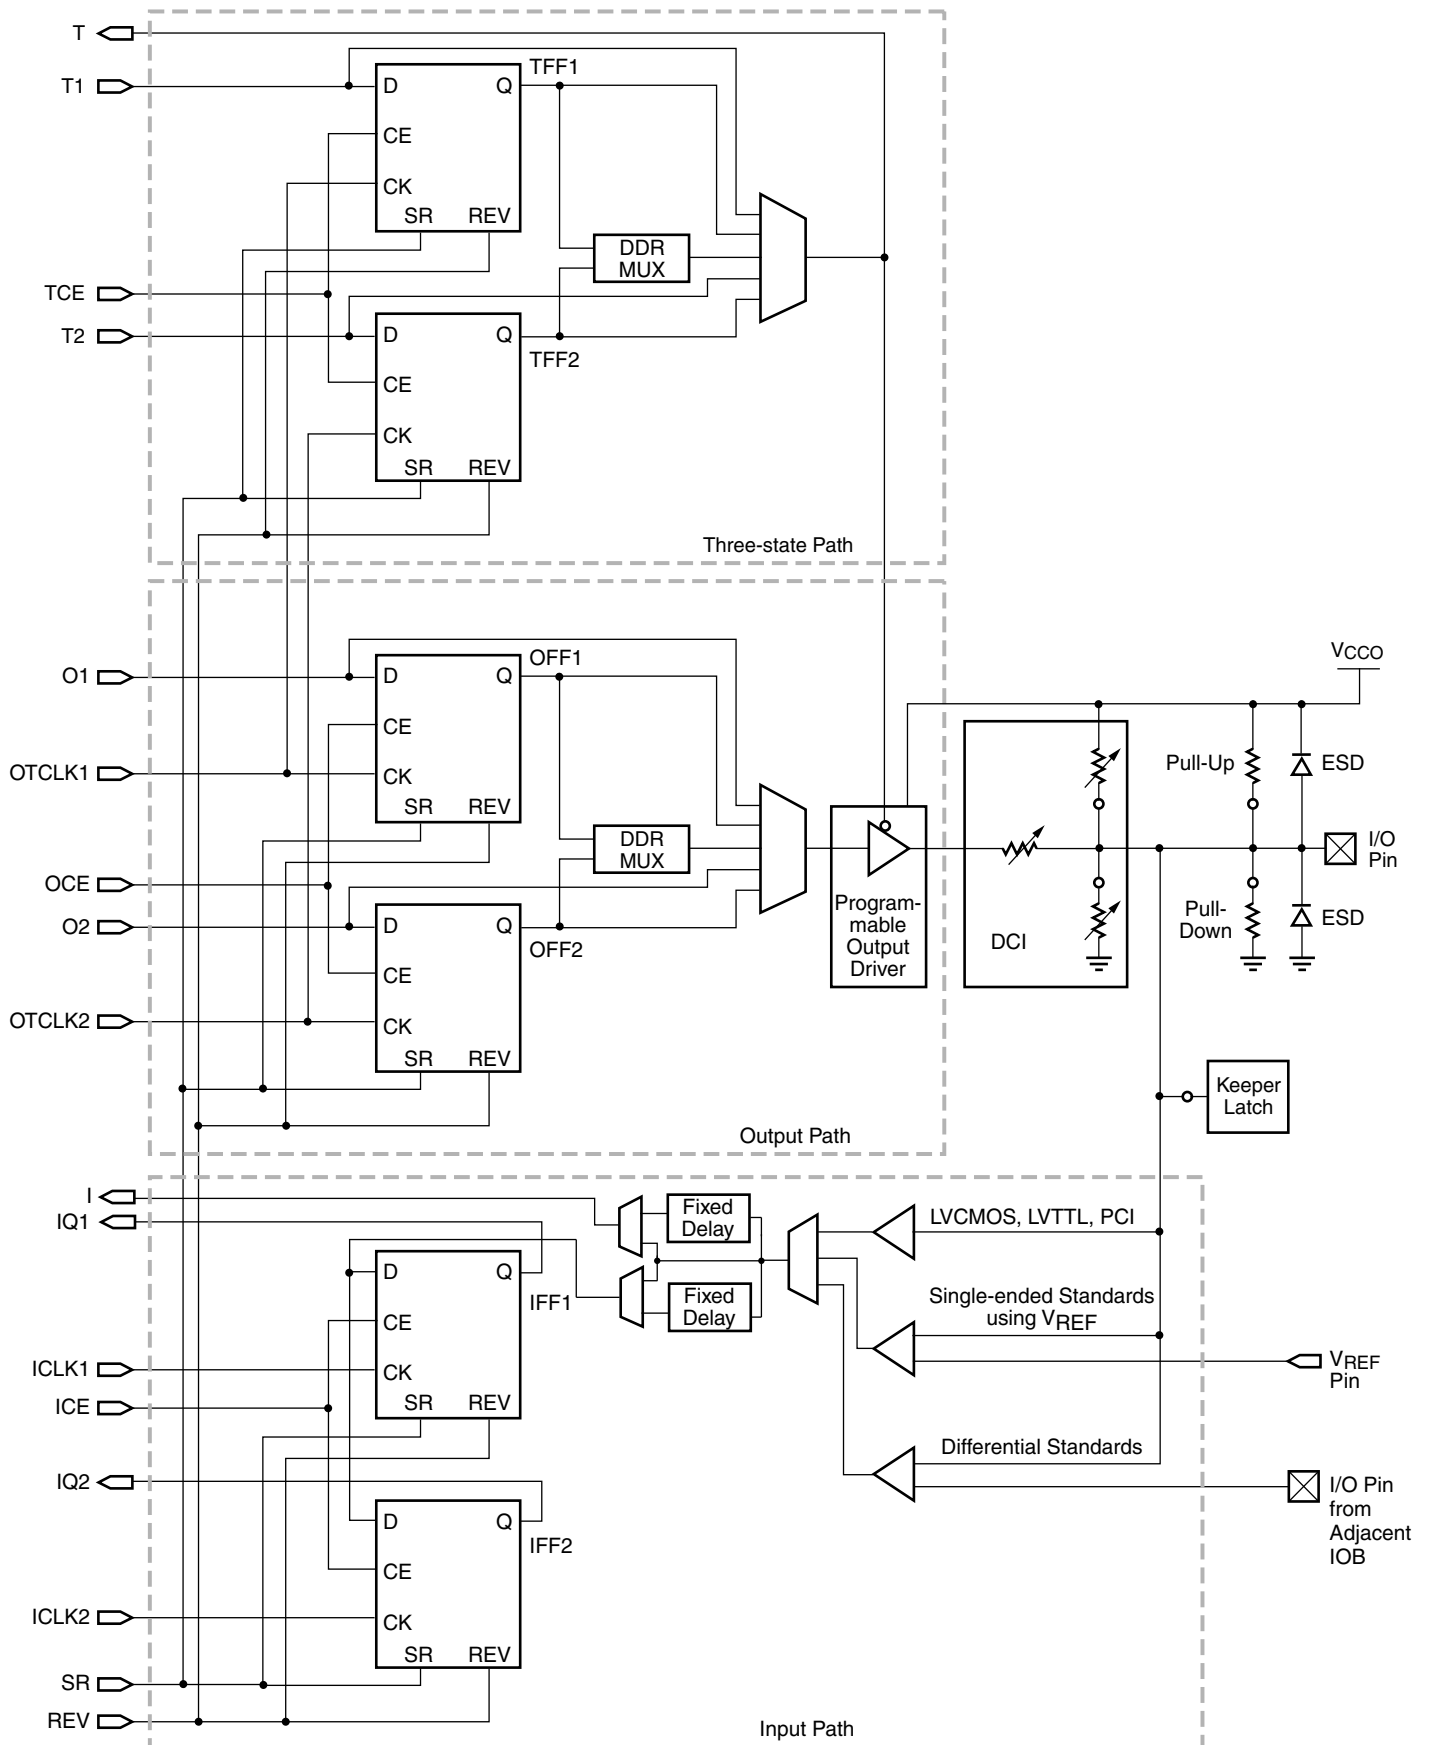 T
T1
D
Q
TFF1
CE
CK
SR
REV
DDR
MUX
TCE
T2
D
Q
TFF2
CE
CK
SR
REV
Three-state Path
O1
D
Q
OFF1
CE
OTCLK1
CK
SR
REV
DDR
MUX
OCE
O2
D
Q
OFF2
CE
OTCLK2
CK
SR
REV
Output Path
Program-
mable
Output
Driver
DCI
VCCO
Pull-Up
ESD
I/O
Pin
Pull-
Down
ESD
Keeper
Latch
I
IQ1
Fixed
Delay
LVCMOS, LVTTL, PCI
D
Q
IFF1
Fixed
Delay
Single-ended Standards
using VREF
CE
ICLK1
CK
VREF
Pin
ICE
SR
REV
Differential Standards
IQ2
I/O Pin
from
Adjacent
IOB
D
Q
IFF2
CE
ICLK2
CK
SR
REV
SR
REV
Input Path